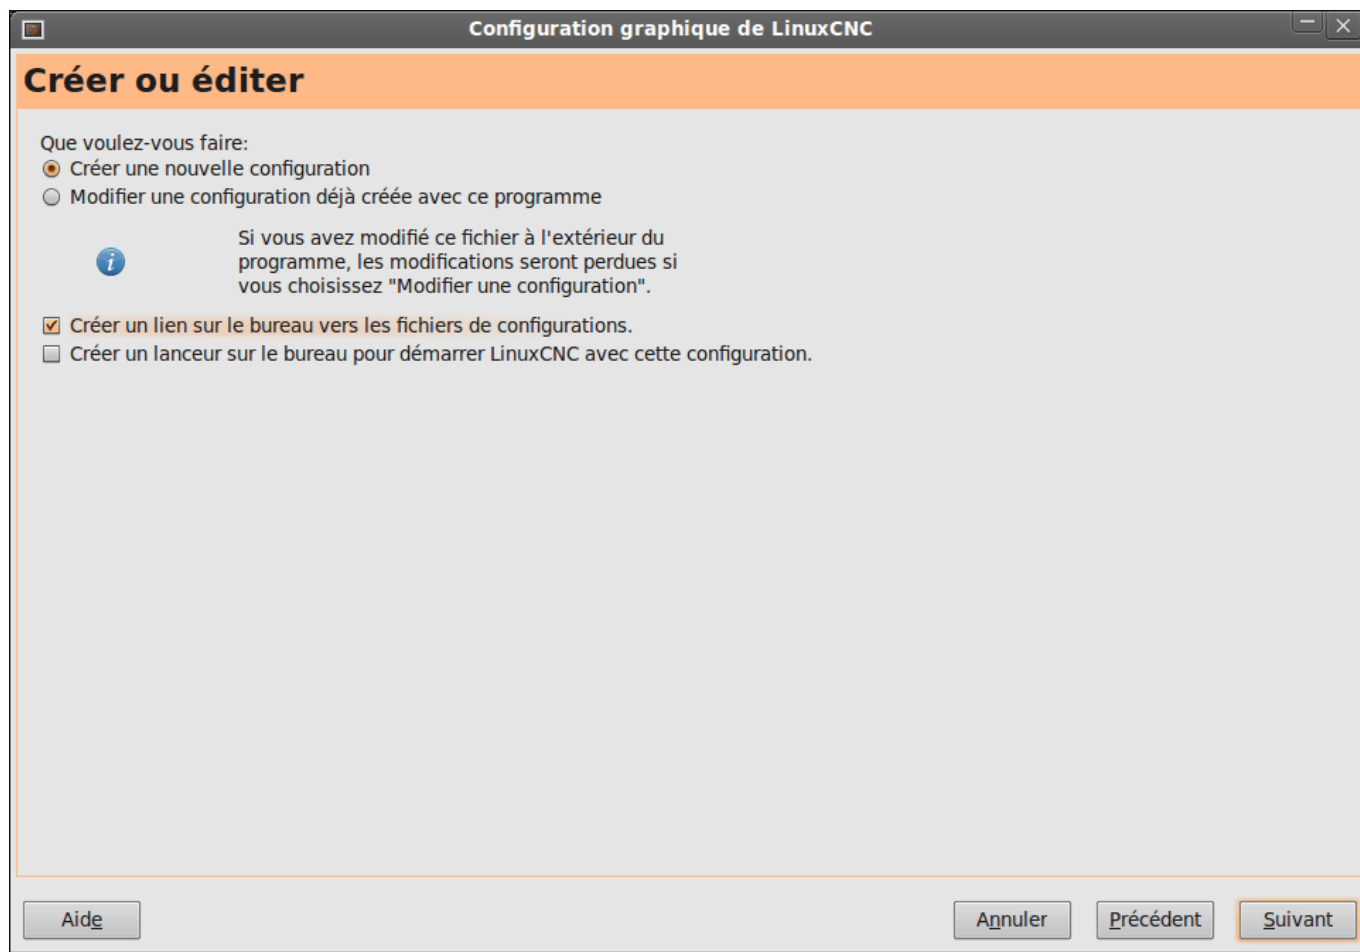 Configuration graphique de LinuxCNC
Créer ou éditer
Que voulez-vous faire:
Créer une nouvelle configuration
Modifier une configuration déjà créée avec ce programme
Si vous avez modifié ce fichier à l'extérieur du
programme, les modifications seront perdues si
vous choisissez "Modifier une configuration".
Créer un lien sur le bureau vers les fichiers de configurations.
Créer un lanceur sur le bureau pour démarrer LinuxCNC avec cette configuration.
Aide
Annuler
Précédent
Suivant